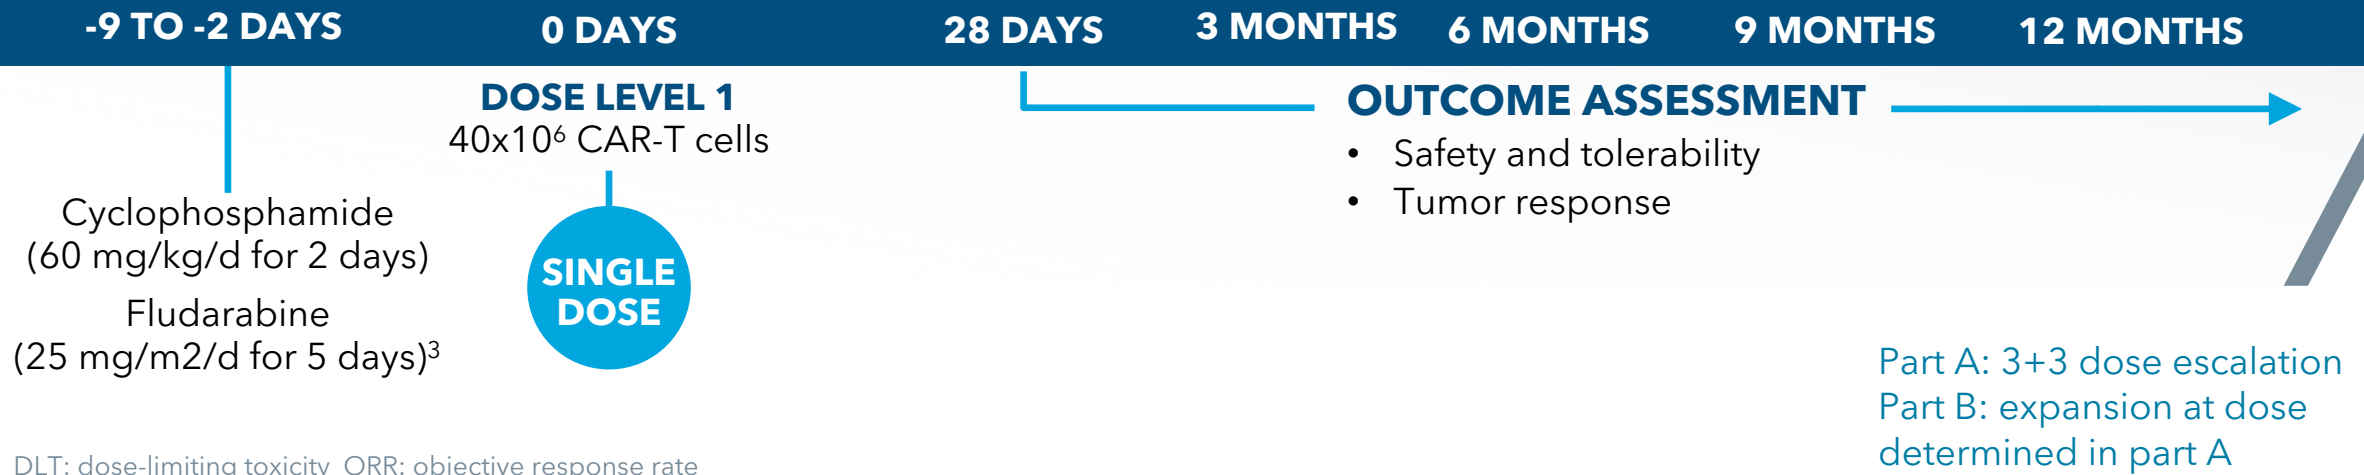 -9 TO -2 DAYS
0 DAYS
28 DAYS
3 MONTHS
6 MONTHS
9 MONTHS
12 MONTHS
Cyclophosphamide
(60 mg/kg/d for 2 days)
Fludarabine
(25 mg/m2/d for 5 days)³
DOSE LEVEL 1
40x10⁶ CAR-T cells
SINGLE
DOSE
OUTCOME ASSESSMENT
• Safety and tolerability
• Tumor response
Part A: 3+3 dose escalation
Part B: expansion at dose
determined in part A
DLT: dose-limiting toxicity ORR: objective response rate